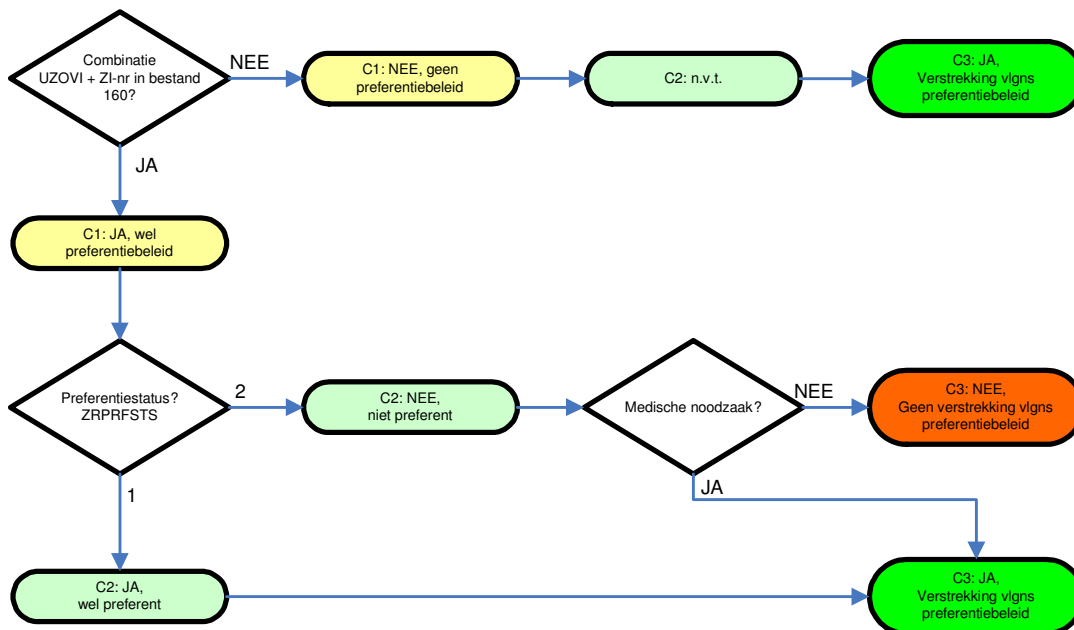 Combinatie
UZOVI + ZI-nr in bestand
160?
NEE
C1: NEE, geen
preferentiebeleid
C2: n.v.t.
C3: JA,
Verstrekking vlgns
preferentiebeleid
JA
C1: JA, wel
preferentiebeleid
Preferentiestatus?
ZRPRFSTS
2
C2: NEE,
niet preferent
Medische noodzaak?
NEE
C3: NEE,
Geen verstrekking vlgns
preferentiebeleid
1
JA
C2: JA,
wel preferent
C3: JA,
Verstrekking vlgns
preferentiebeleid